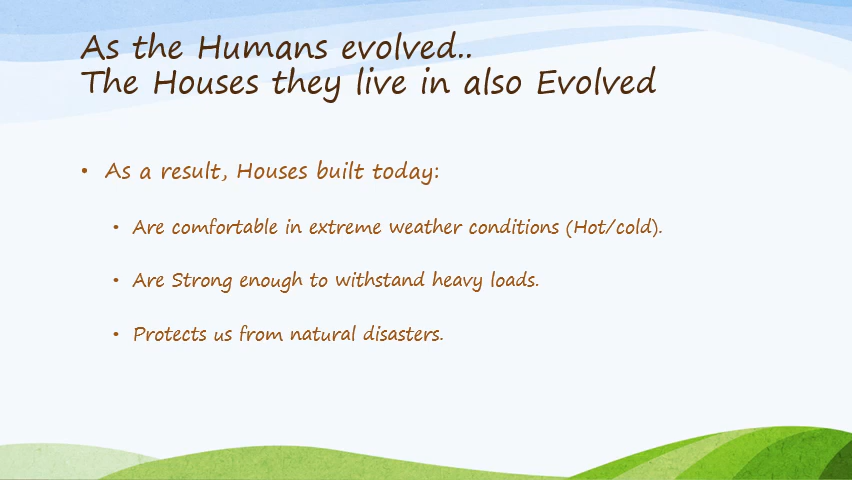 As the Humans evolved..
The Houses they live in also Evolved
• As a result, Houses built today:
• Are comfortable in extreme weather conditions (Hot/cold).
• Are Strong enough to withstand heavy loads.
• Protects us from natural disasters.